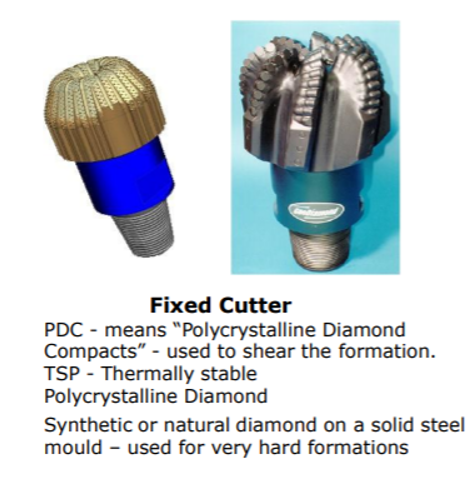 Fixed Cutter
PDC - means “Polycrystalline Diamond
Compacts” - used to shear the formation.
TSP - Thermally stable
Polycrystalline Diamond
Synthetic or natural diamond on a solid steel
mould – used for very hard formations